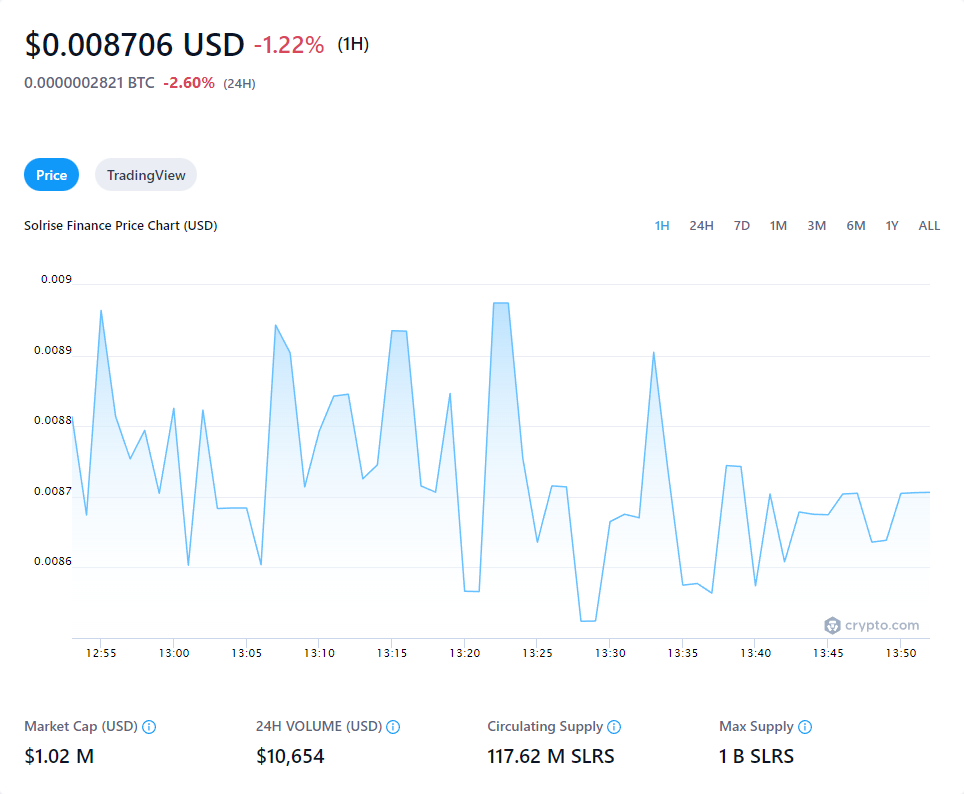 $0.008706 USD -1.22% (1H)
0.0000002821 BTC -2.60% (24H)
Price TradingView
Solrise Finance Price Chart (USD) 1H 24H 7D 1M 3M 6M 1Y ALL
0.009
0.0089
0.0088
0.0087
0.0086
crypto.com
12:55 13:00 13:05 13:10 13:15 13:20 13:25 13:30 13:35 13:40 13:45 13:50
Market Cap (USD) 24H VOLUME (USD) Circulating Supply Max Supply
$1.02 M $10,654 117.62 M SLRS 1 B SLRS